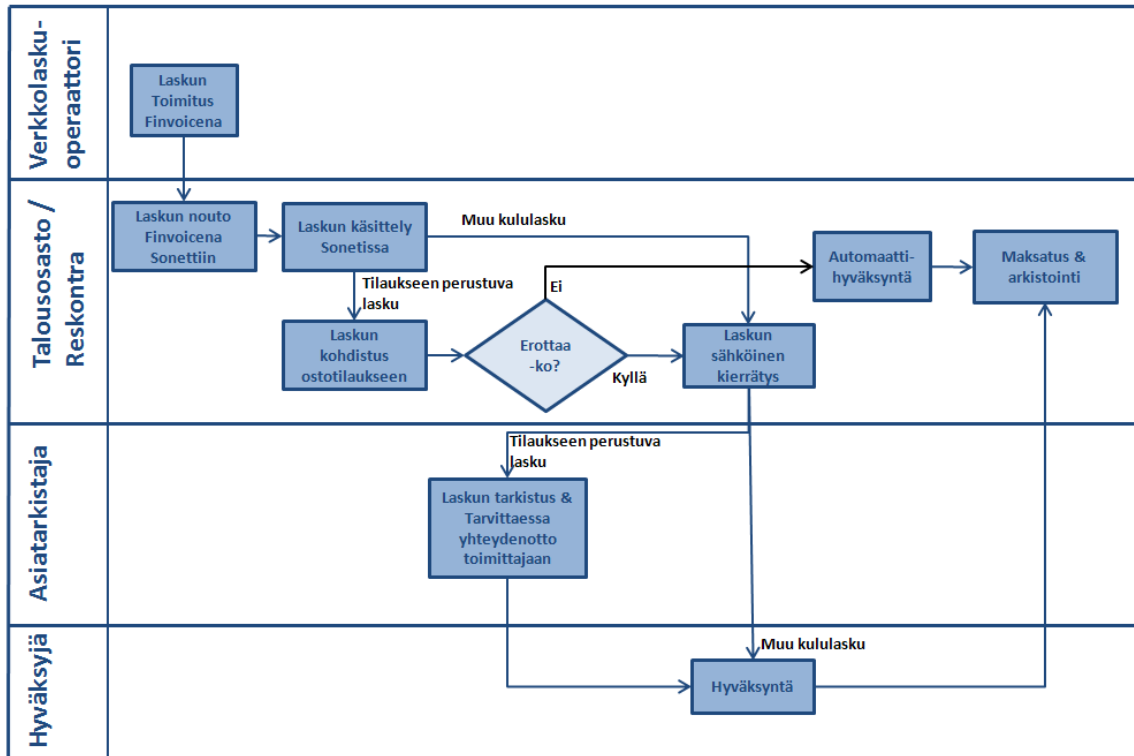 Verkkolasku-
operaattori
Laskun
Toimitus
Finvoicena
Talousosasto /
Reskontra
Laskun nouto
Finvoicena
Sonettiin
Laskun käsittely
Sonetissa
Muu kululasku
Automaatti-
hyväksyntä
Maksatus &
arkistointi
Tilaukseen perustuva
lasku
Ei
Laskun
kohdistus
ostotilaukseen
Erottaa
-ko?
Kyllä
Laskun
sähköinen
kierrätys
Asiatarkistaja
Tilaukseen perustuva
lasku
Laskun tarkistus &
Tarvittaessa
yhteydenotto
toimittajaan
Hyväksyjä
Muu kululasku
Hyväksyntä